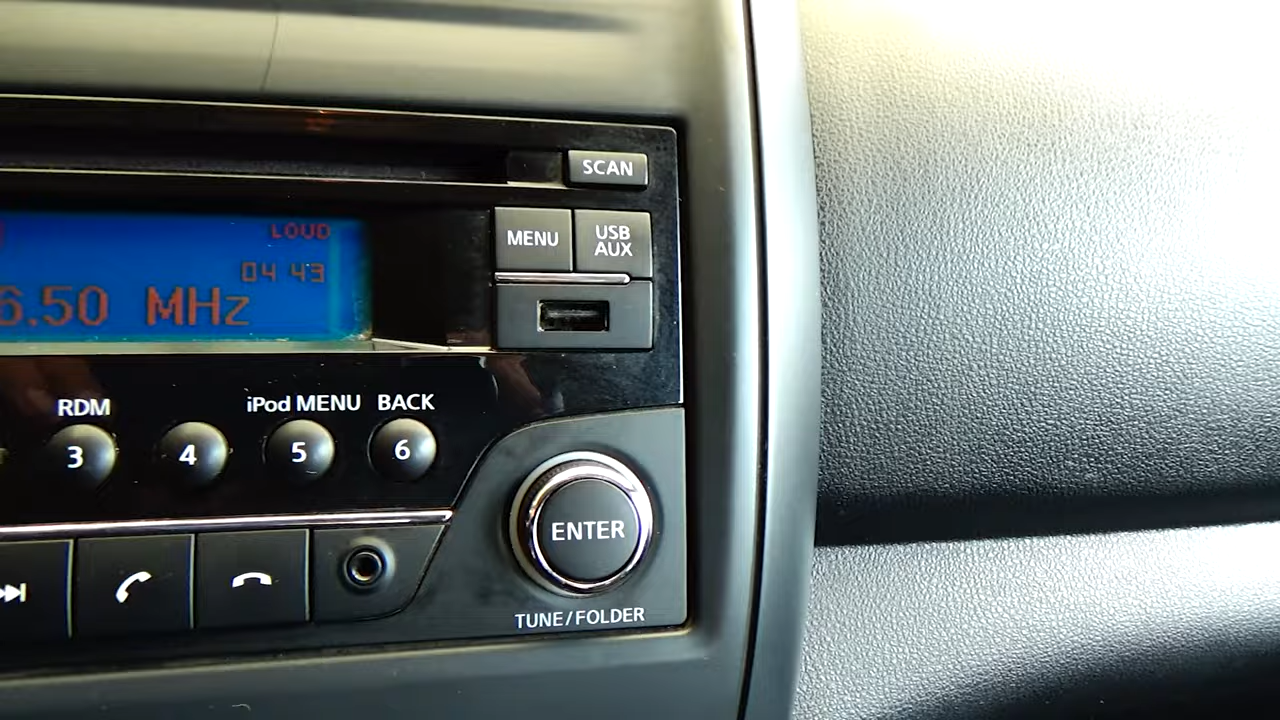 SCAN
LOUD
MENU
USB
AUX
04 43
6.50 MHz
RDM
iPod MENU
BACK
3
4
5
6
ENTER
TUNE/FOLDER